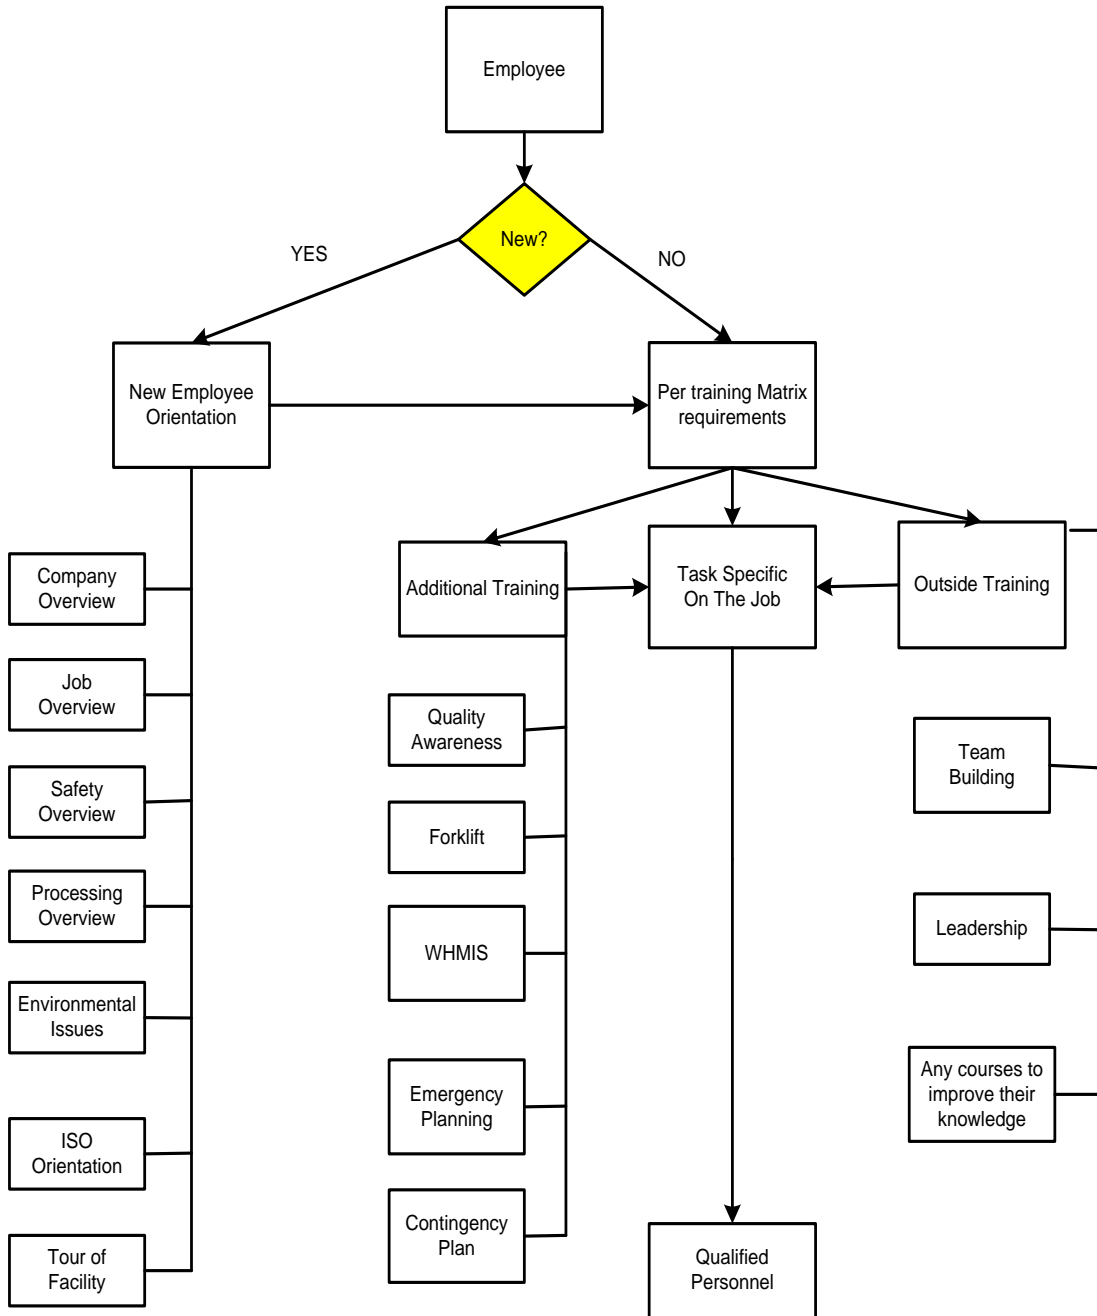 Employee
New?
YES
NO
New Employee
Orientation
Per training Matrix
requirements
Company
Overview
Job
Overview
Safety
Overview
Processing
Overview
Environmental
Issues
ISO
Orientation
Tour of
Facility
Additional Training
Quality
Awareness
Forklift
WHMIS
Emergency
Planning
Contingency
Plan
Task Specific
On The Job
Qualified
Personnel
Outside Training
Team
Building
Leadership
Any courses to
improve their
knowledge